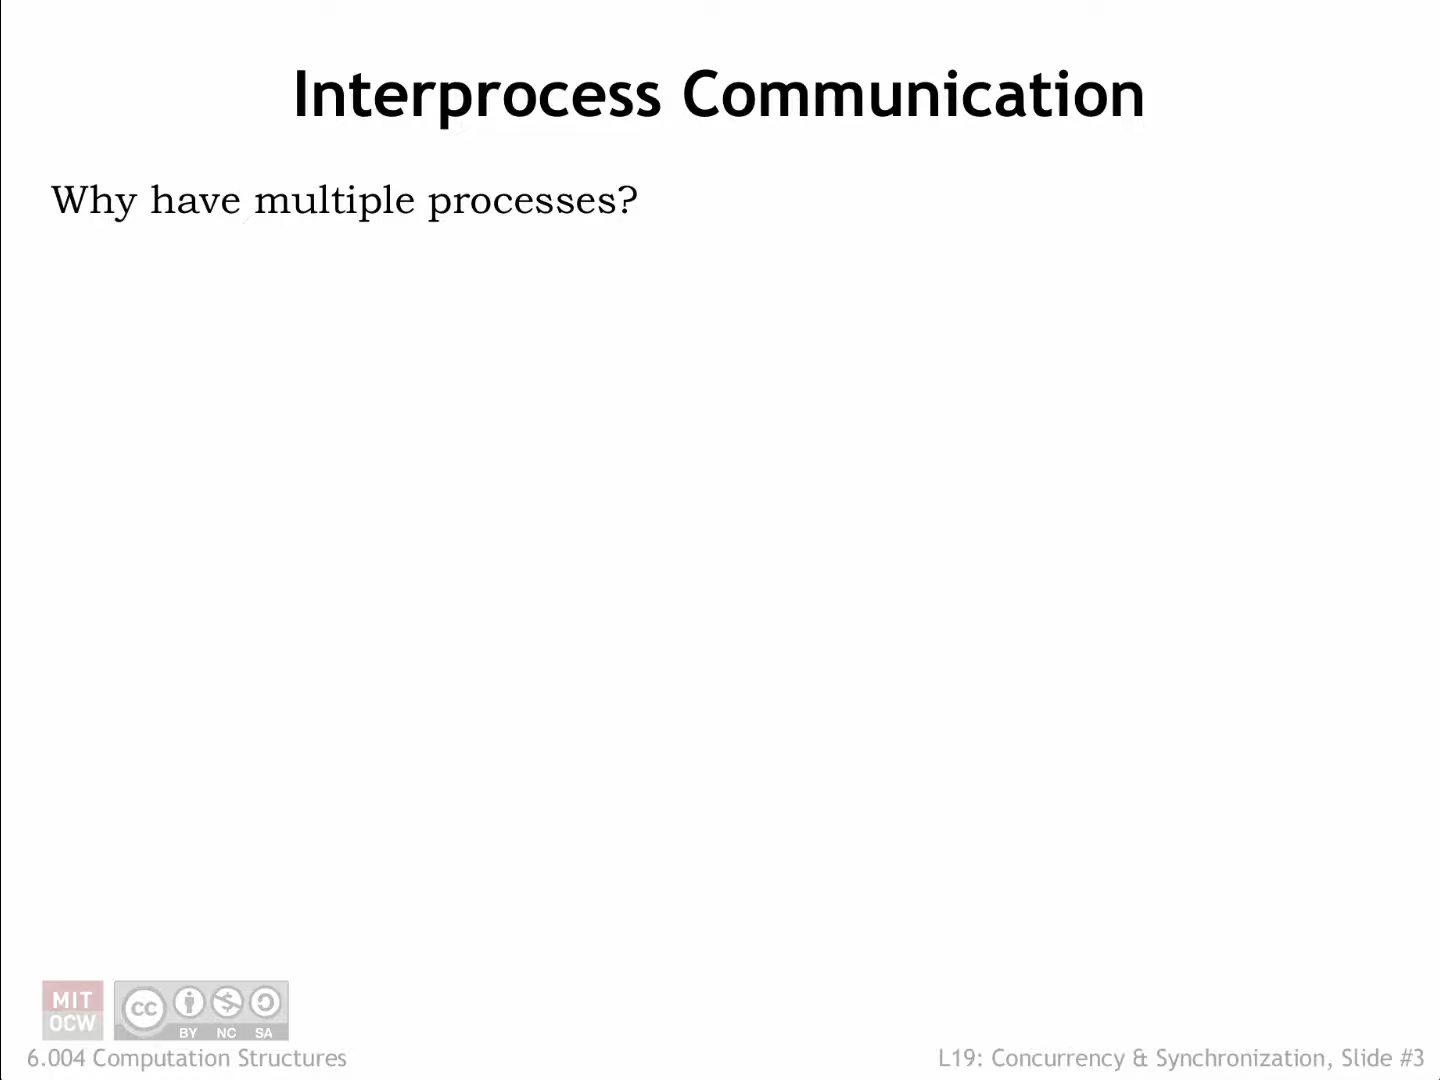 Interprocess Communication
Why have multiple processes?
MIT
OCW
cc
BY NC SA
6.004 Computation Structures
L19: Concurrency & Synchronization, Slide #3